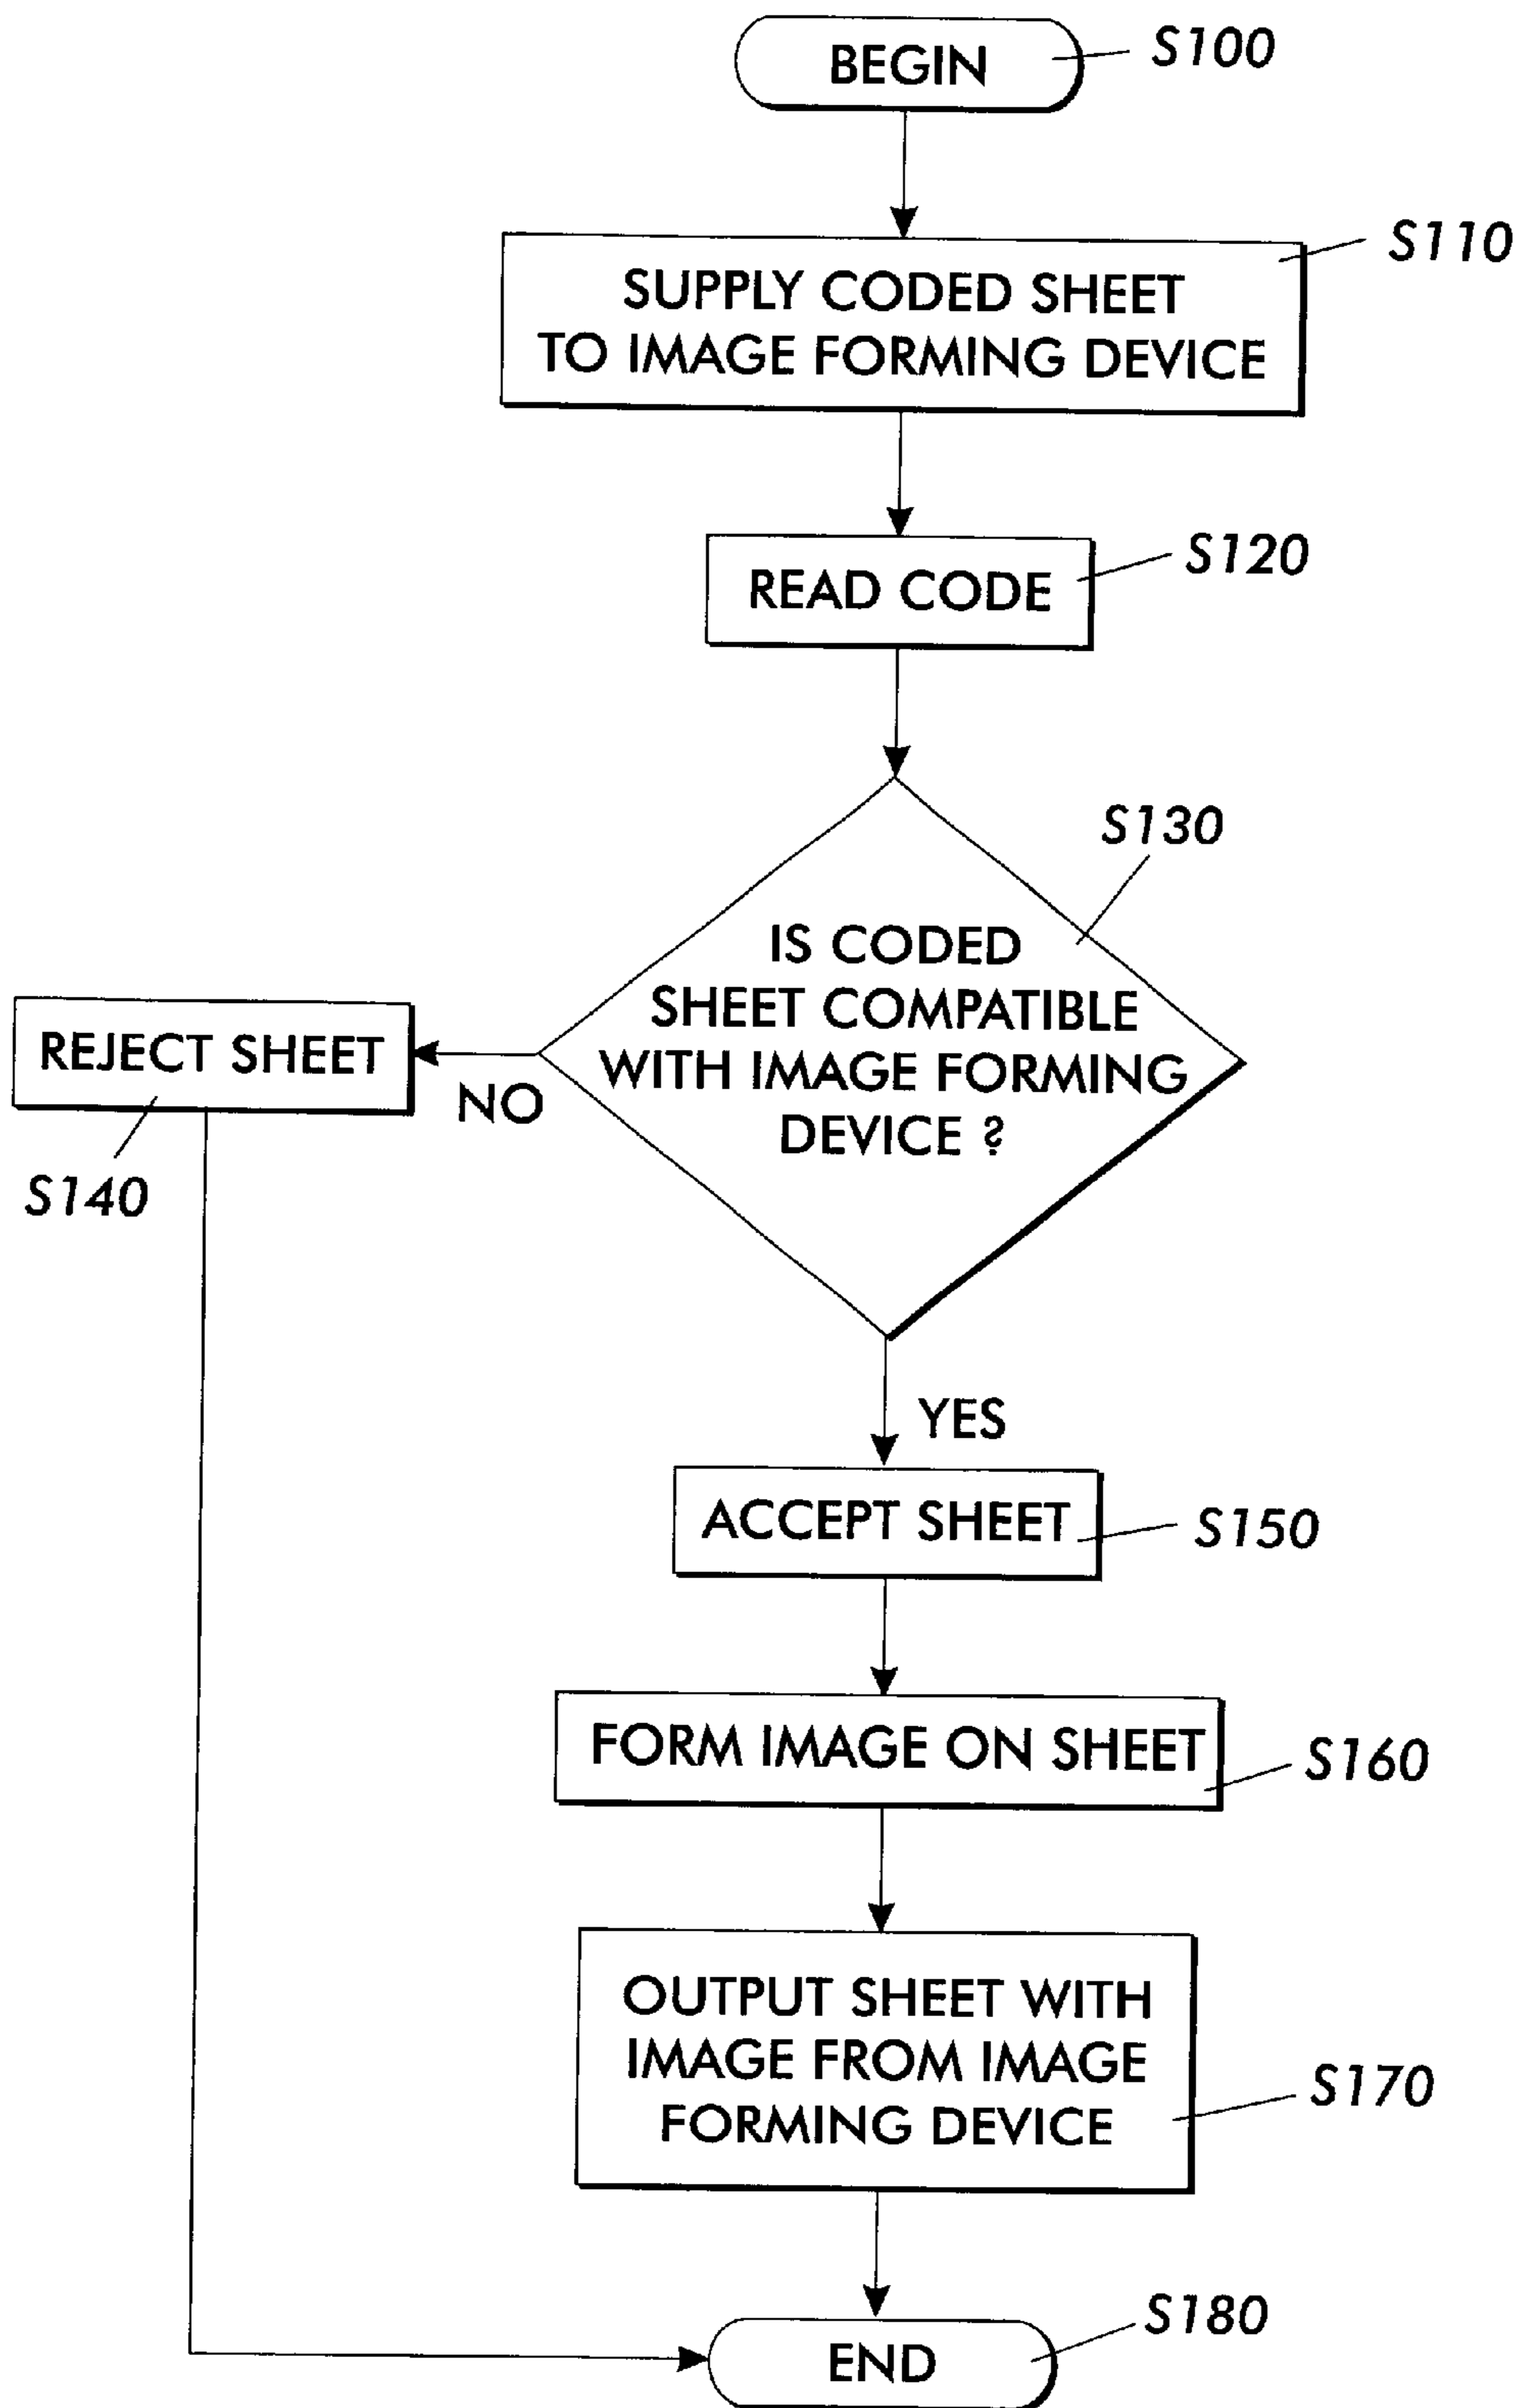 BEGIN
S100
SUPPLY CODED SHEET
TO IMAGE FORMING DEVICE
S110
READ CODE
S120
S130
IS CODED
SHEET COMPATIBLE
WITH IMAGE FORMING
DEVICE ?
REJECT SHEET
NO
S140
YES
ACCEPT SHEET
S150
FORM IMAGE ON SHEET
S160
OUTPUT SHEET WITH
IMAGE FROM IMAGE
FORMING DEVICE
S170
END
S180